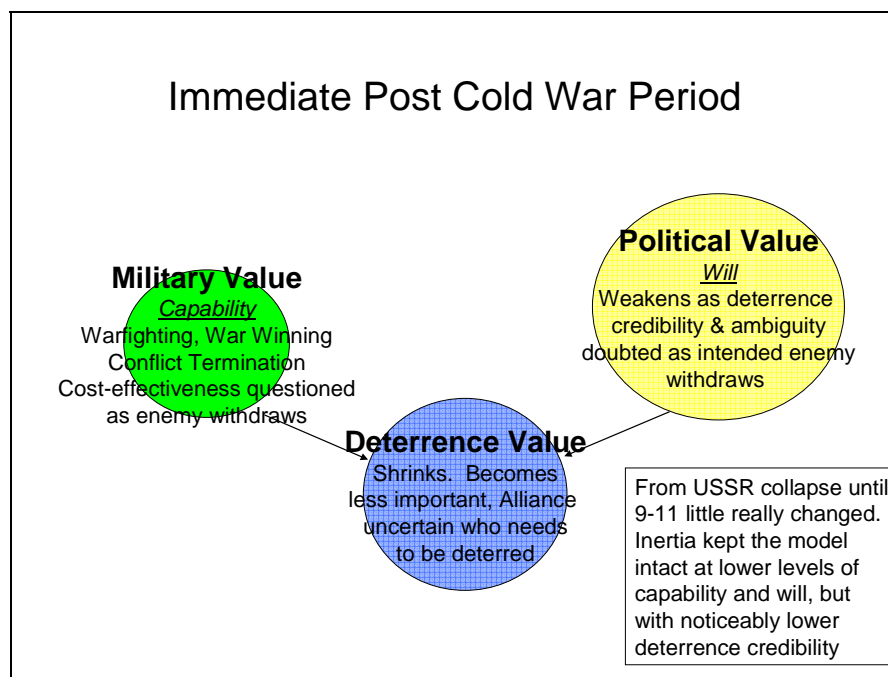 Immediate Post Cold War Period
Military Value
Capability
Warfighting, War Winning
Conflict Termination
Cost-effectiveness questioned
as enemy withdraws
Political Value
Will
Weakens as deterrence
credibility & ambiguity
doubted as intended enemy
withdraws
Deterrence Value
Shrinks. Becomes
less important, Alliance
uncertain who needs
to be deterred
From USSR collapse until
9-11 little really changed.
Inertia kept the model
intact at lower levels of
capability and will, but
with noticeably lower
deterrence credibility